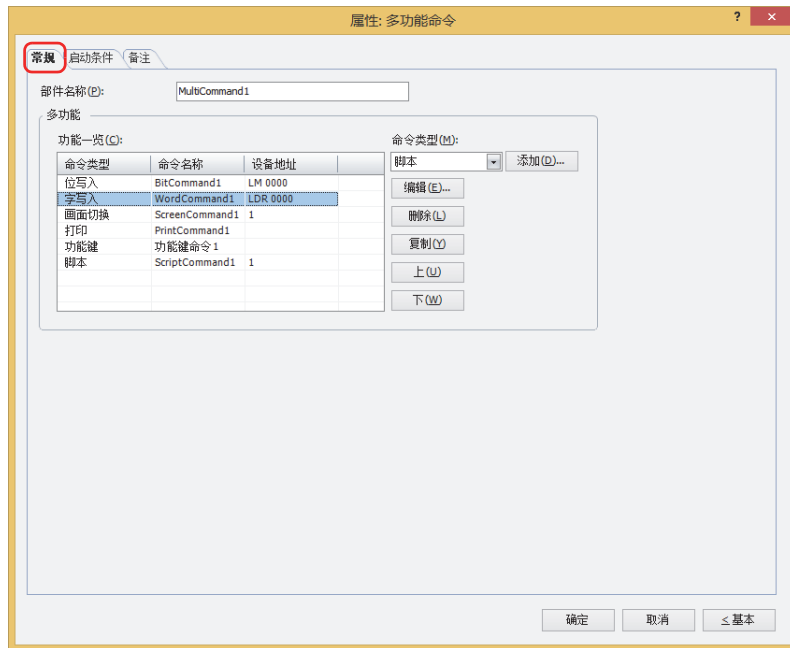 属性: 多功能命令 ? ×
常规 启动条件 备注
部件名称(P): MultiCommand1
多功能
功能一览(C): 命令类型(M):
脚本 添加(D)...
命令类型 命令名称 设备地址
位写入 BitCommand1 LM 0000
编辑(E)...
字写入 WordCommand1 LDR 0000
画面切换 ScreenCommand1 1
删除(L)
打印 PrintCommand1
功能键 功能键命令1
复制(Y)
脚本 ScriptCommand1 1
上(U)
下(W)
确定 取消 <基本